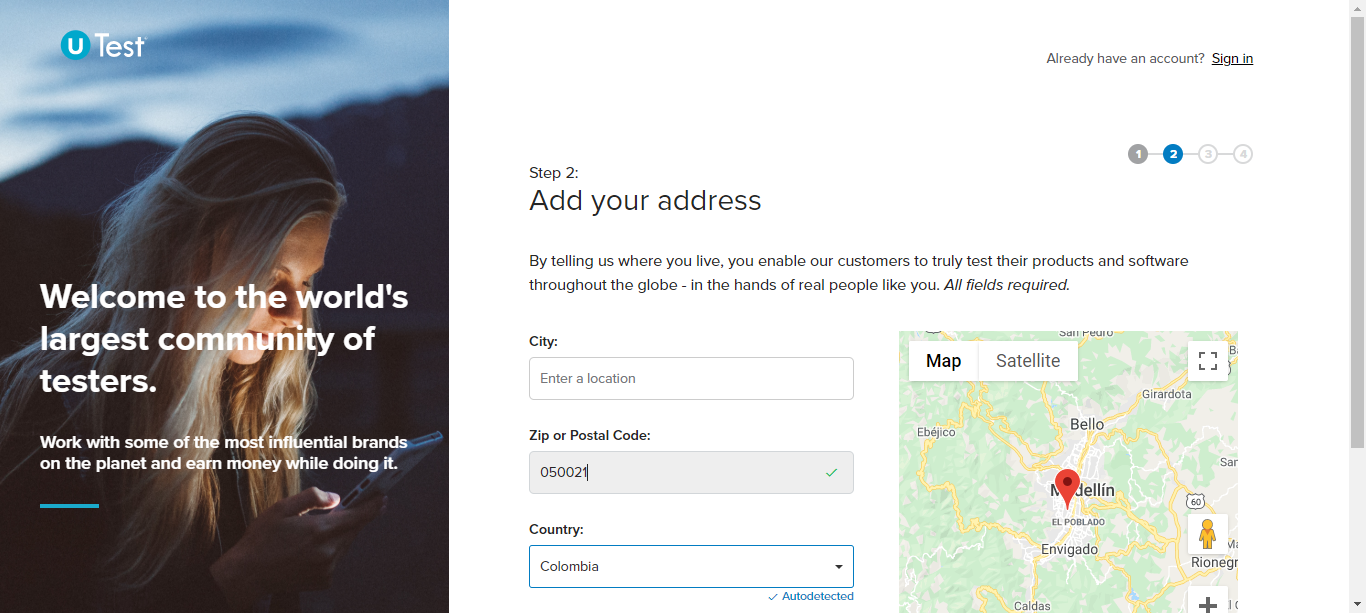 U Test
Already have an account? Sign in
1 2 3 4
Step 2:
Add your address
By telling us where you live, you enable our customers to truly test their products and software
throughout the globe - in the hands of real people like you. All fields required.
Welcome to the world's
largest community of
testers.
Work with some of the most influential brands
on the planet and earn money while doing it.
City:
Enter a location
Zip or Postal Code:
050021
Country:
Colombia
Autodetected
San Pedro
Map
Satellite
Girardota
Bello
Ebéjico
Medellín
60
EL POBLADO
Envigado
Caldas